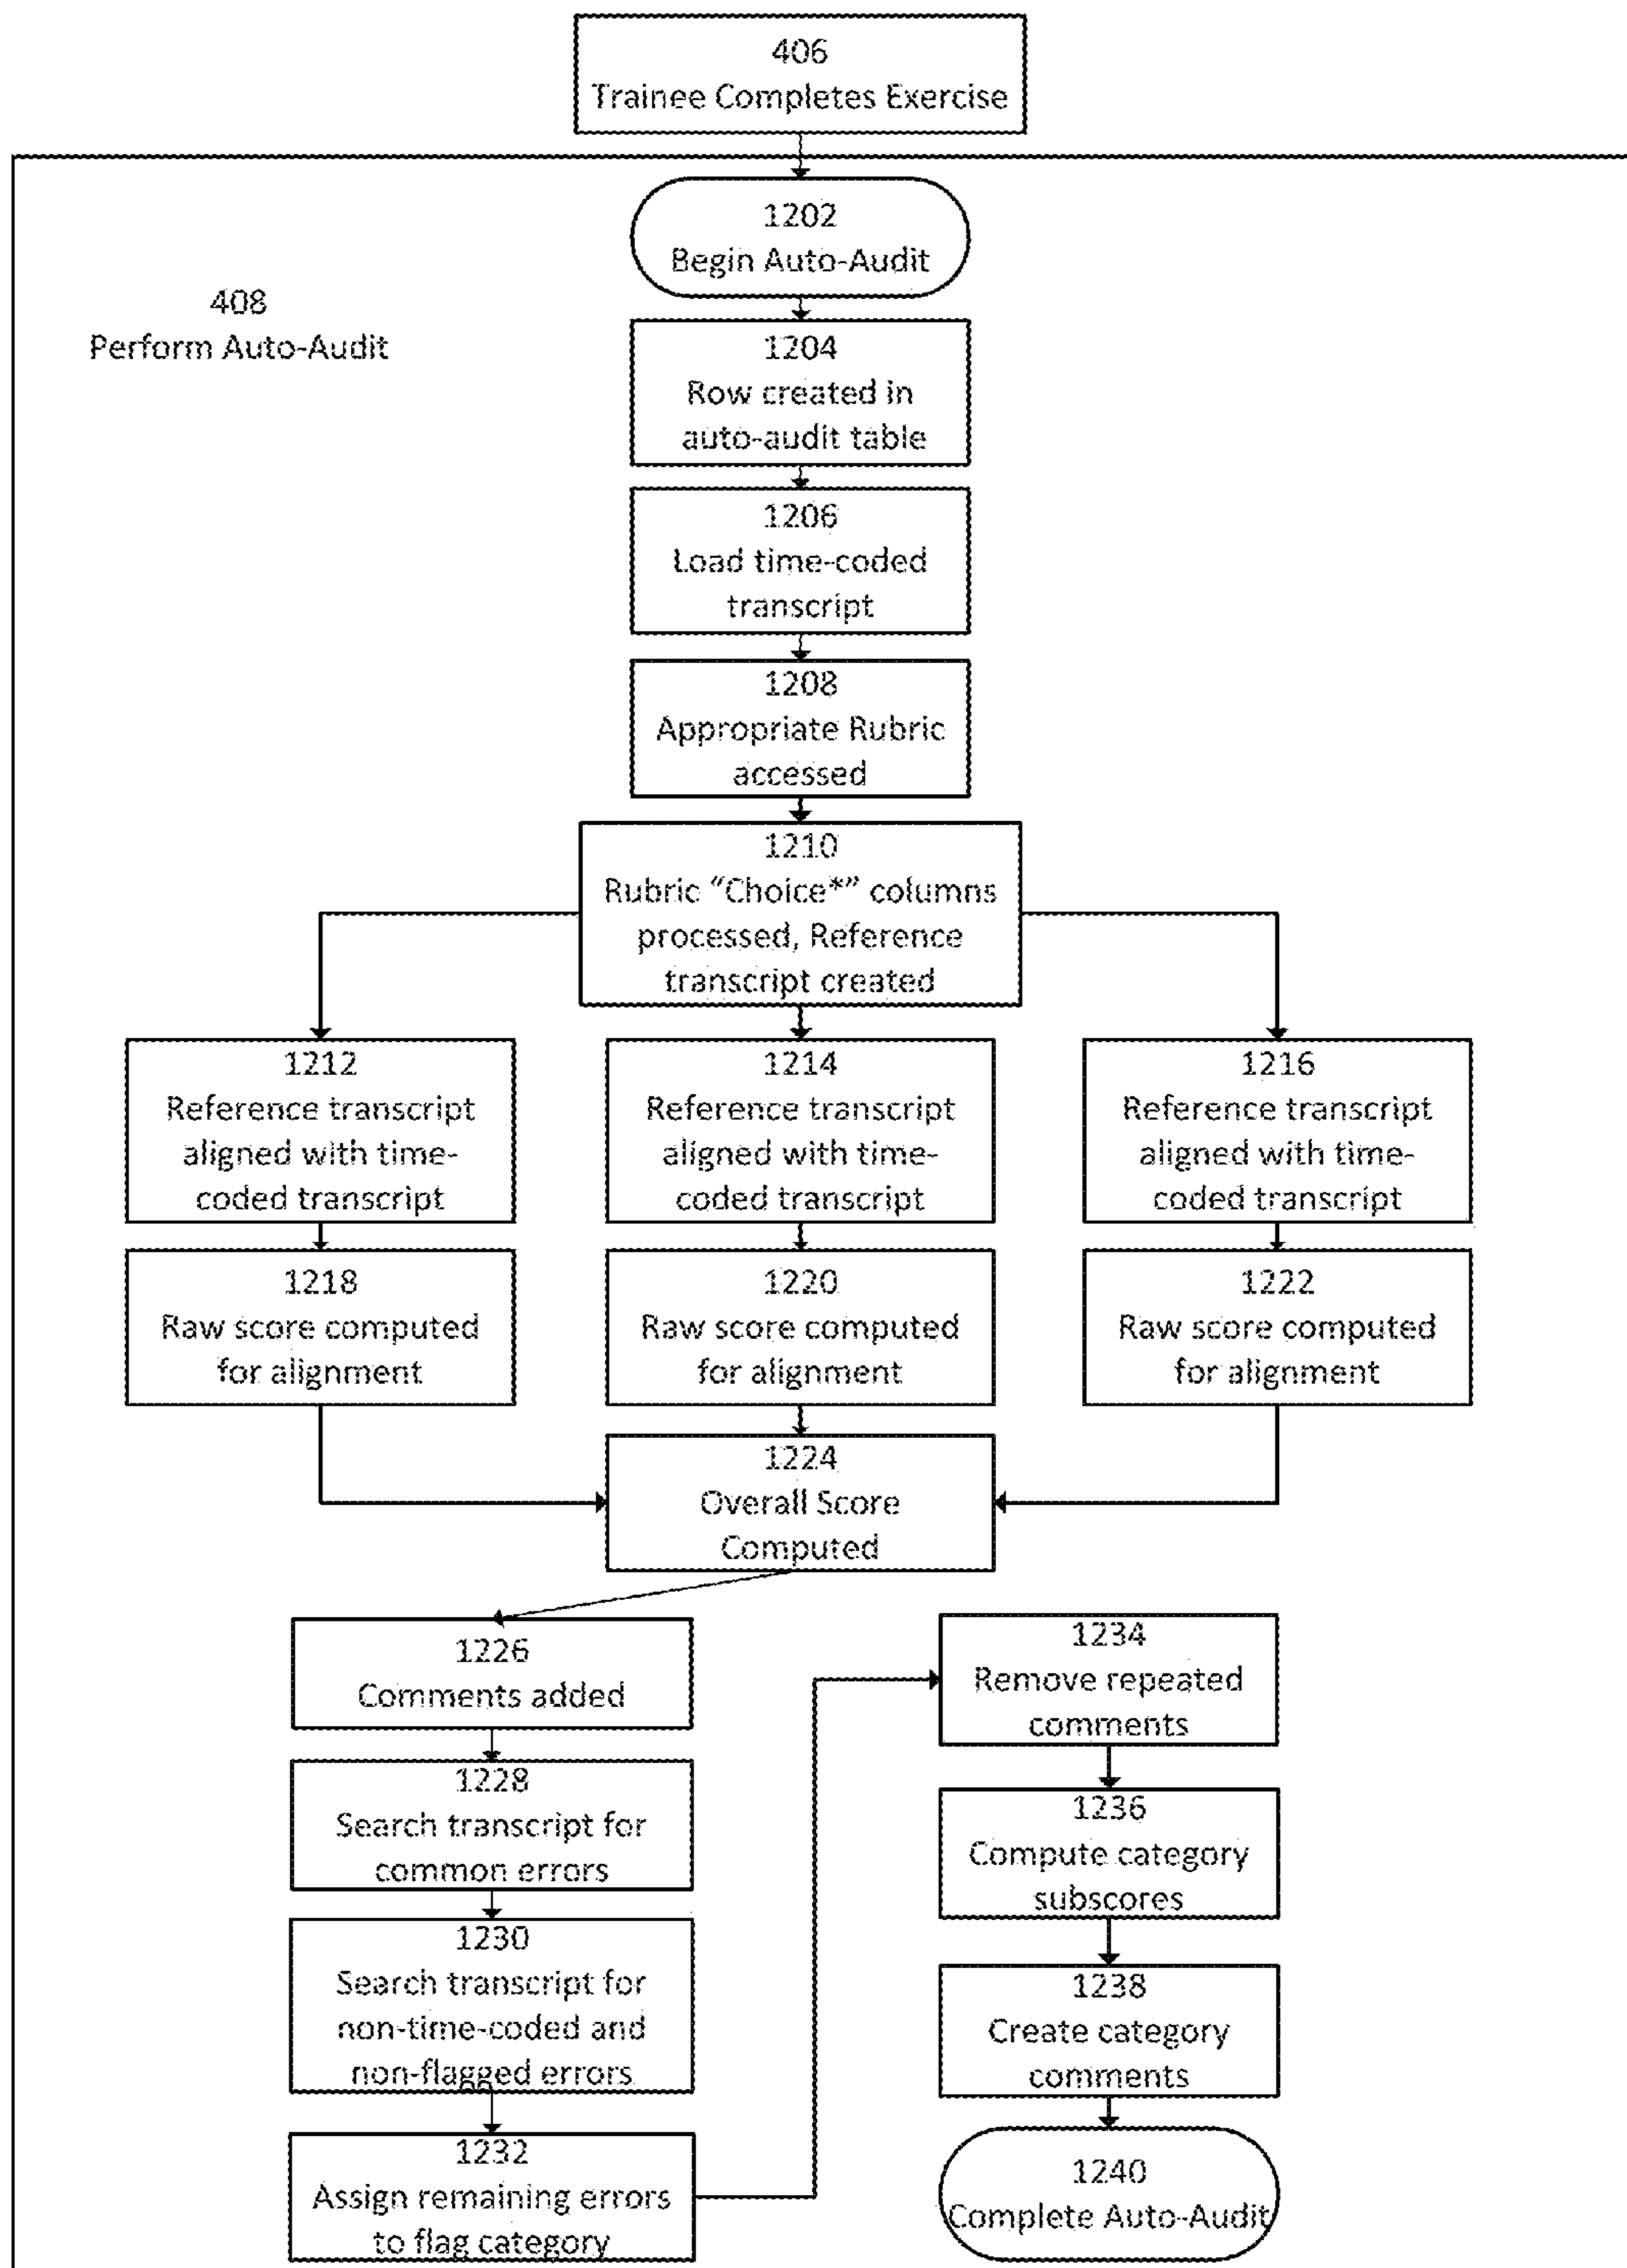 406
Trainee Completes Exercise
1202
Begin Auto-Audit
408
Perform Auto-Audit
1204
Row created in
auto-audit table
1206
Load time-coded
transcript
1208
Appropriate Rubric
accessed
1210
Rubric “Choice*” columns
processed, Reference
transcript created
1212
Reference transcript
aligned with time-
coded transcript
1214
Reference transcript
aligned with time-
coded transcript
1216
Reference transcript
aligned with time-
coded transcript
1218
Raw score computed
for alignment
1220
Raw score computed
for alignment
1222
Raw score computed
for alignment
1224
Overall Score
Computed
1226
Comments added
1228
Search transcript for
common errors
1230
Search transcript for
non-time-coded and
non-flagged errors
1232
Assign remaining errors
to flag category
1234
Remove repeated
comments
1236
Compute category
subscores
1238
Create category
comments
1240
Complete Auto-Audit